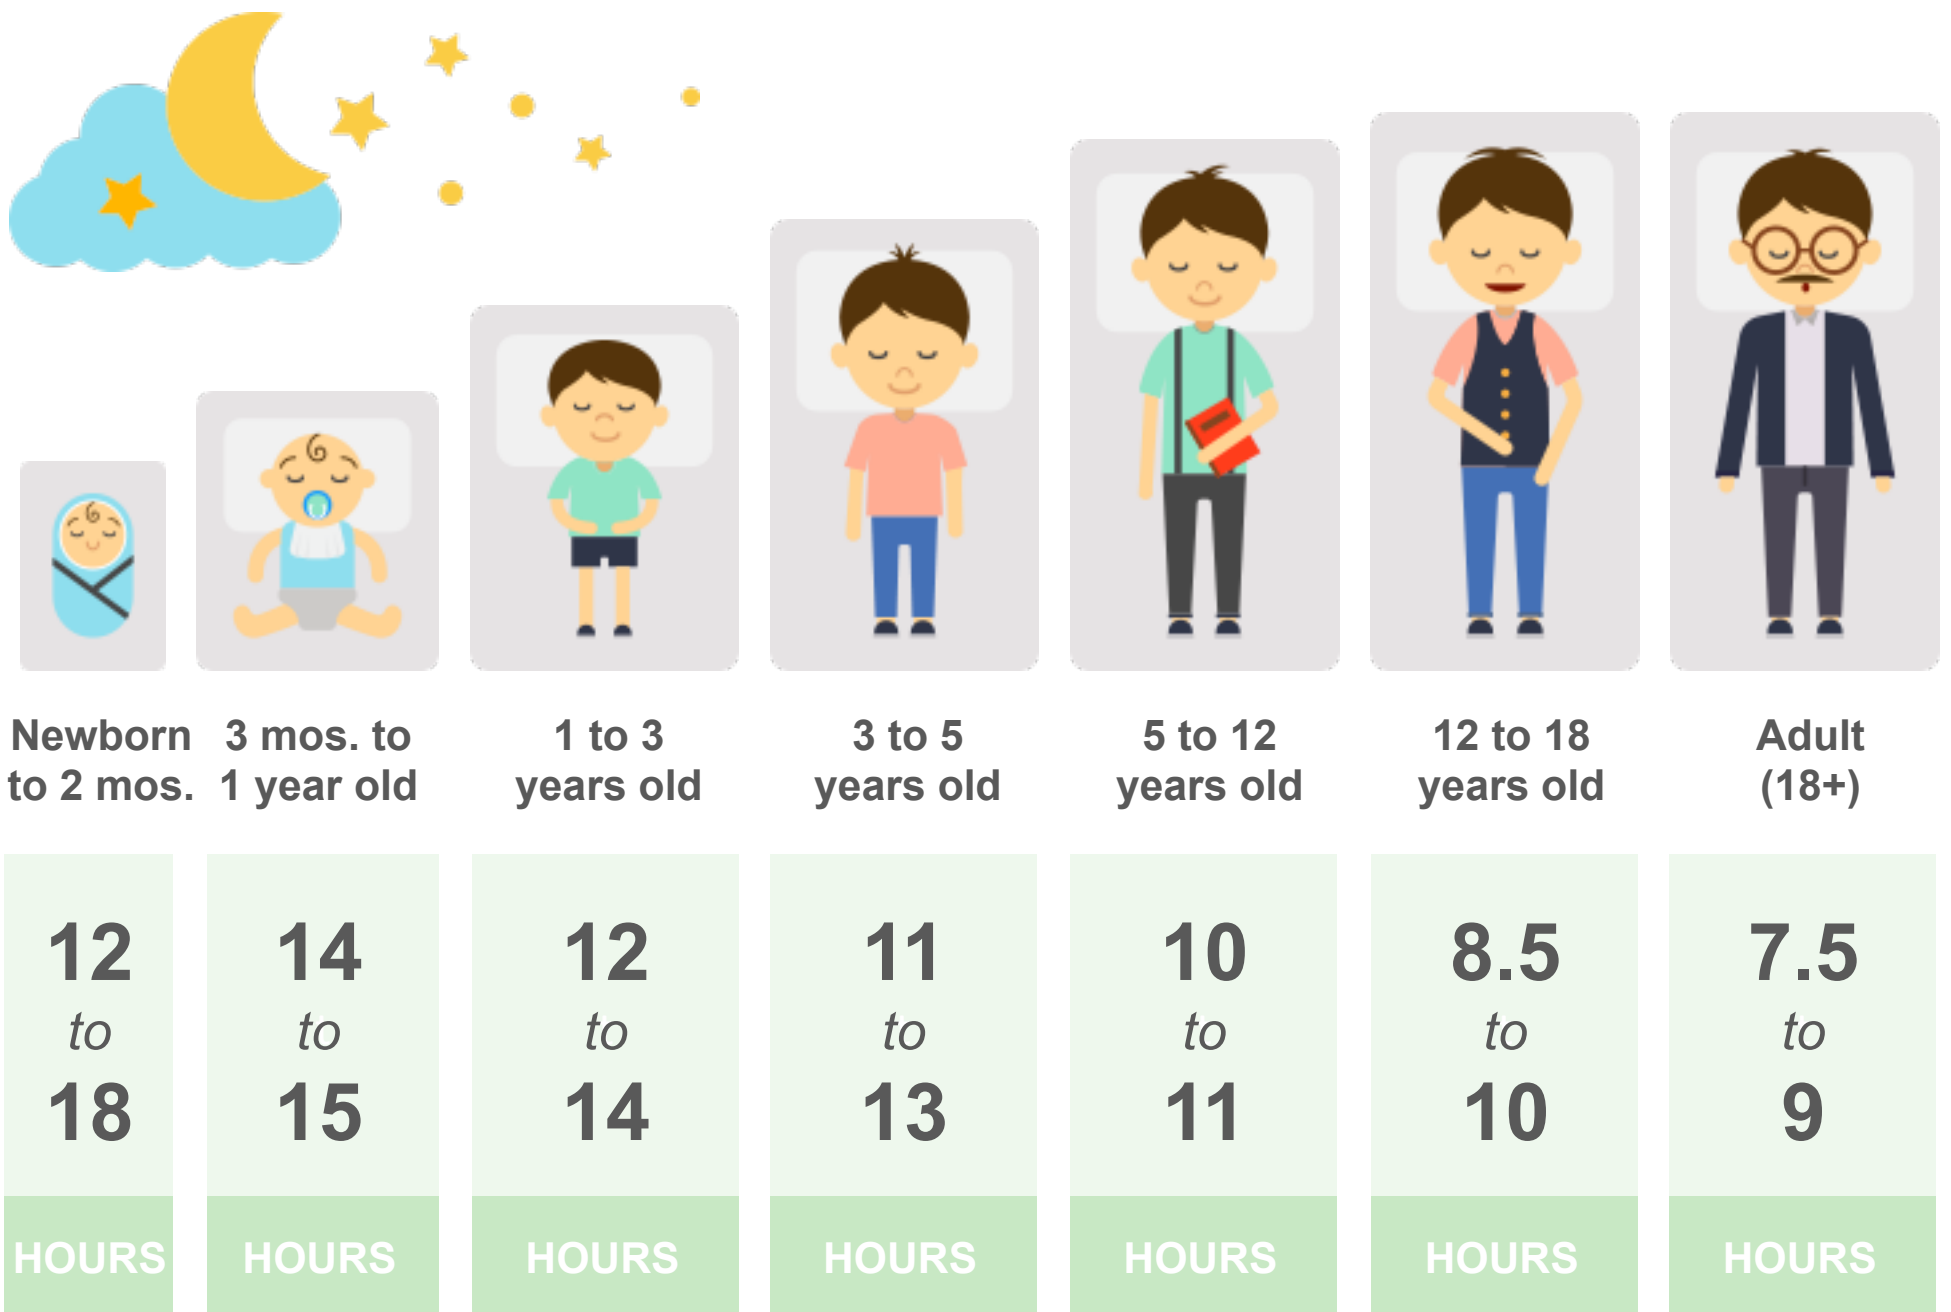 Newborn
to 2 mos.
3 mos. to
1 year old
1 to 3
years old
3 to 5
years old
5 to 12
years old
12 to 18
years old
Adult
(18+)
12
to
18
HOURS
14
to
15
HOURS
12
to
14
HOURS
11
to
13
HOURS
10
to
11
HOURS
8.5
to
10
HOURS
7.5
to
9
HOURS